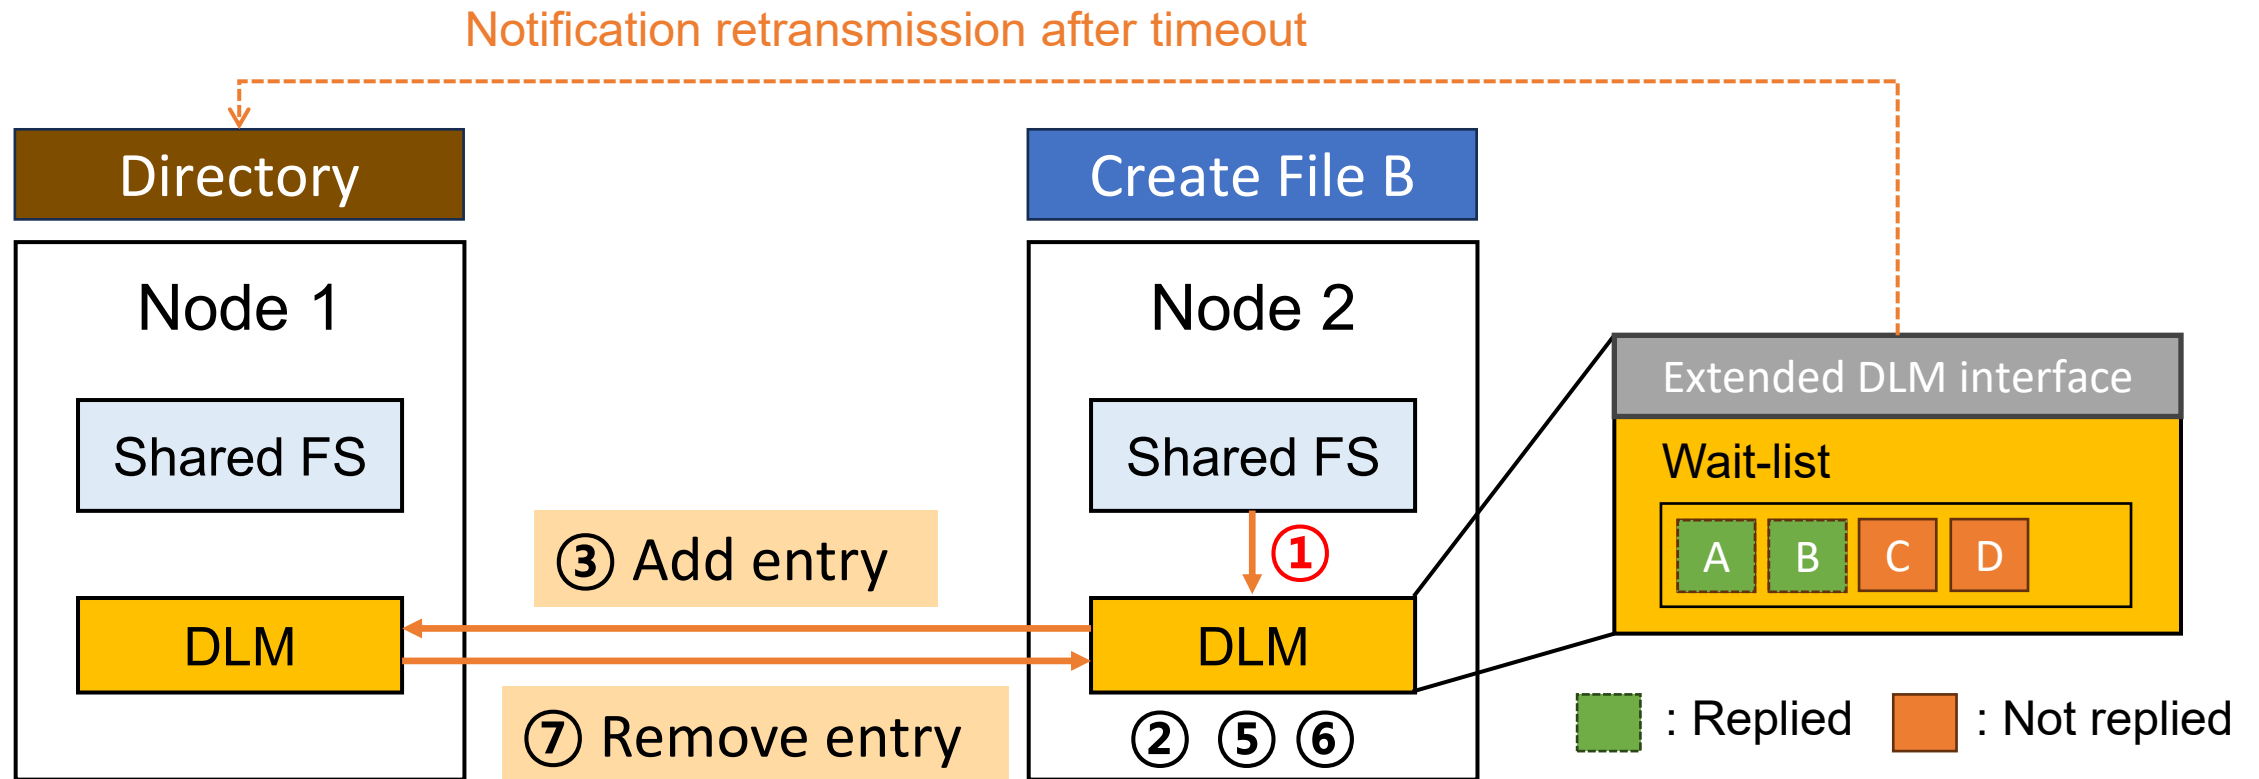 Notification retransmission after timeout
Directory
Create File B
Node 1
Node 2
Extended DLM interface
Shared FS
Shared FS
Wait-list
① 
③ Add entry
A B C D
DLM
DLM
⑦ Remove entry
② ⑤ ⑥
: Replied
: Not replied